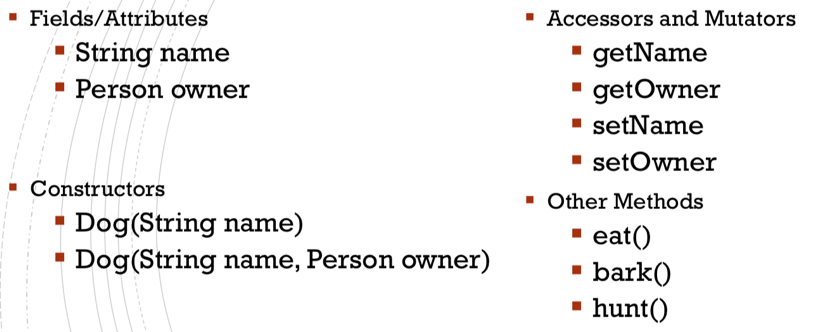 Fields/Attributes
String name
Person owner
Constructors
Dog(String name)
Dog(String name, Person owner)
Accessors and Mutators
getName
getOwner
setName
setOwner
Other Methods
eat()
bark()
hunt()